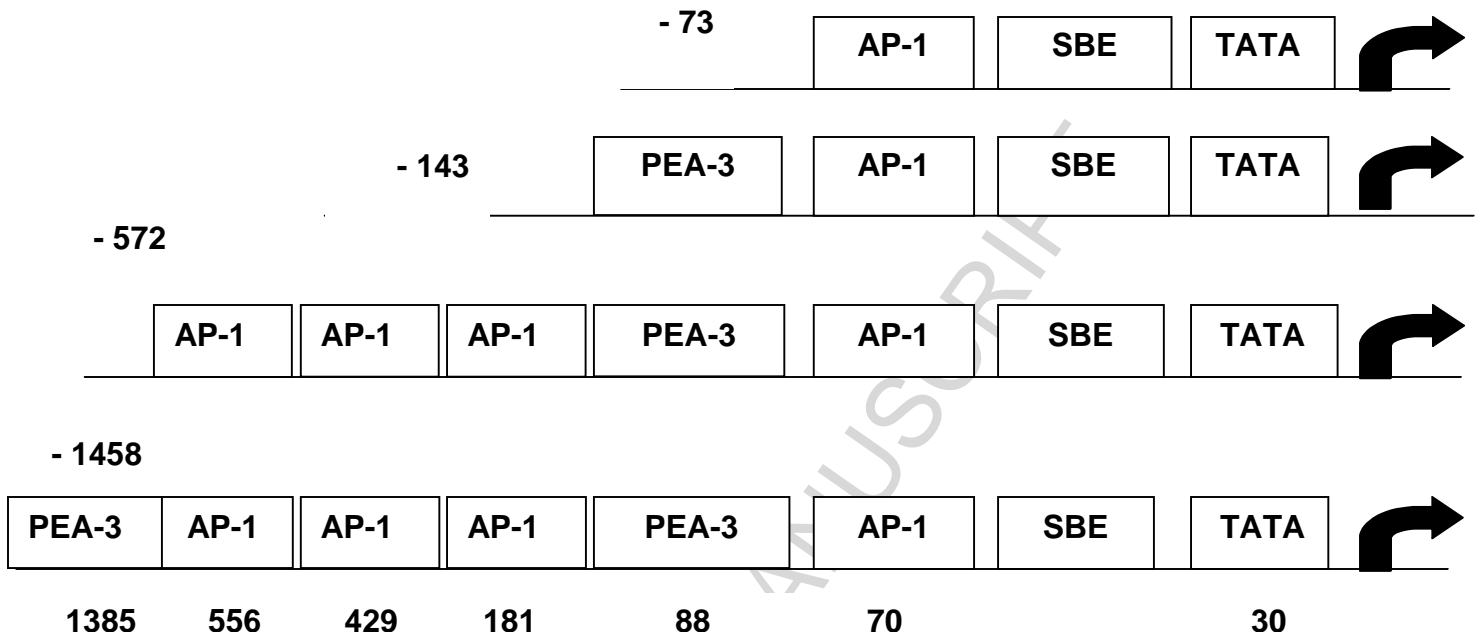 - 73
AP-1 SBE TATA
- 143 PEA-3 AP-1 SBE TATA
- 572
AP-1 AP-1 AP-1 PEA-3 AP-1 SBE TATA
- 1458
PEA-3 AP-1 AP-1 AP-1 PEA-3 AP-1 SBE TATA
1385 556 429 181 88 70 30